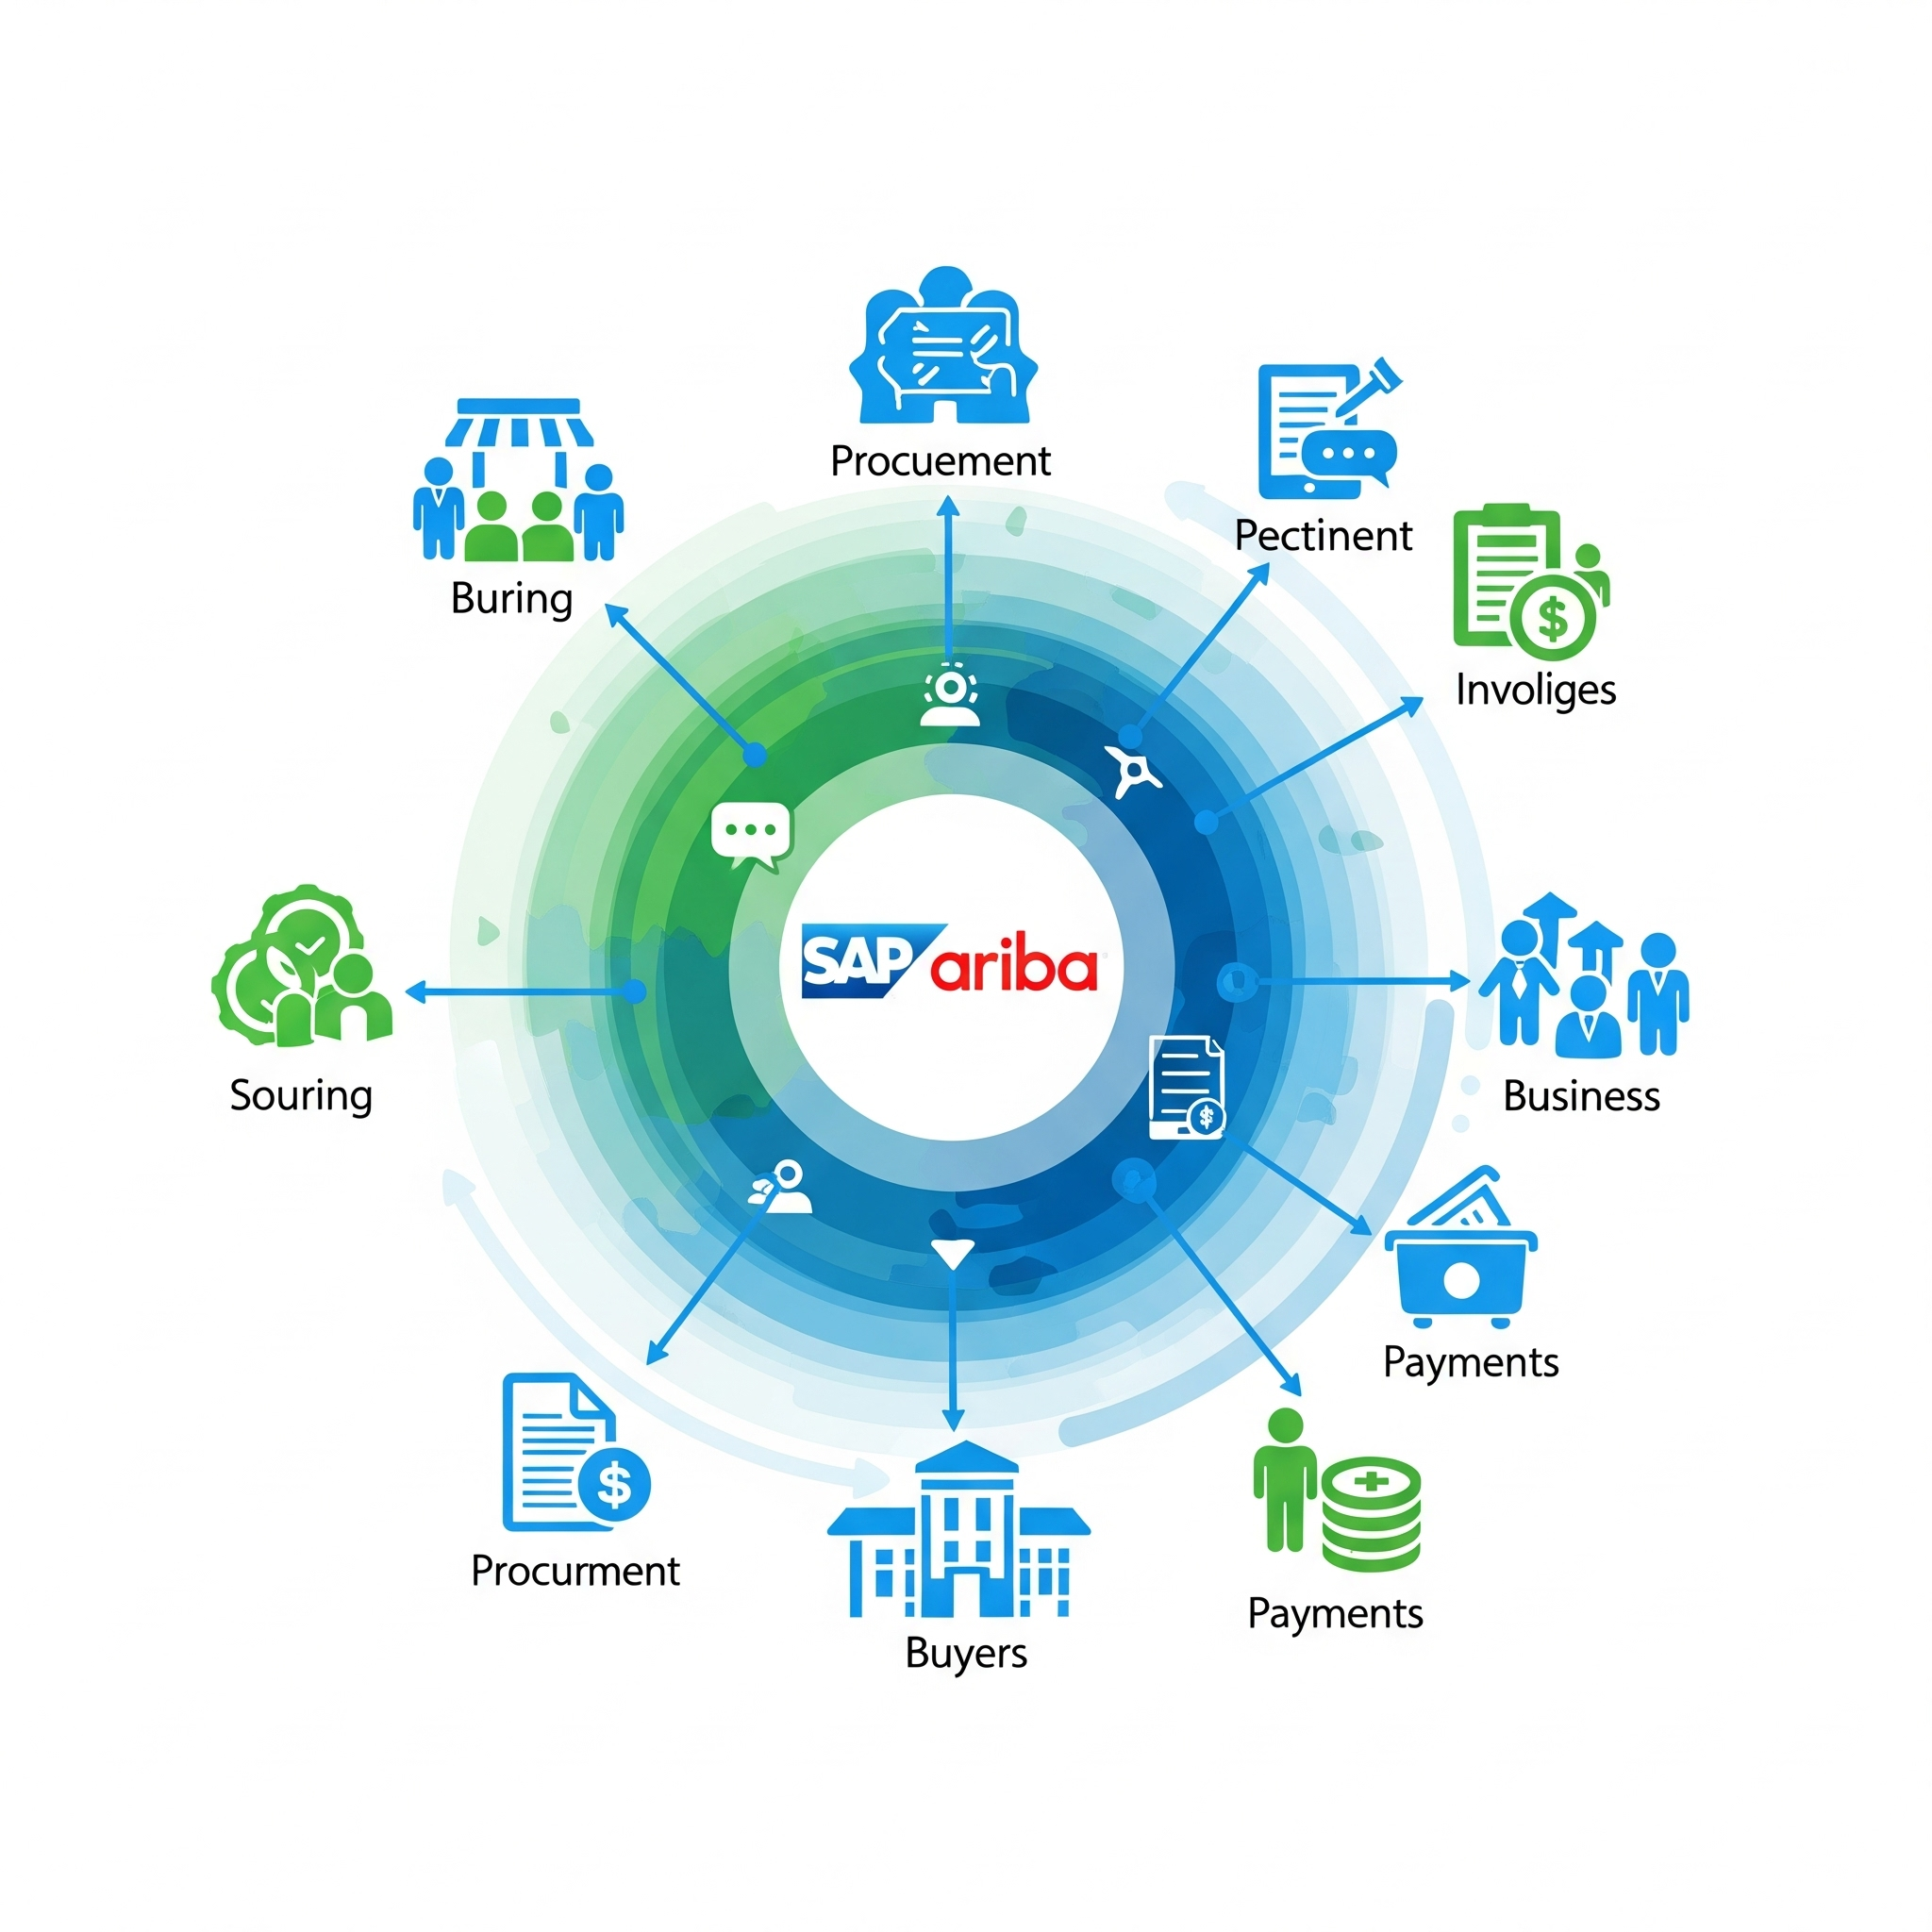 Procuement
Pectinent
Buring
Involiges
$
SAP ariba
Souring
Business
$
Payments
$
Procurment
Payments
Buyers